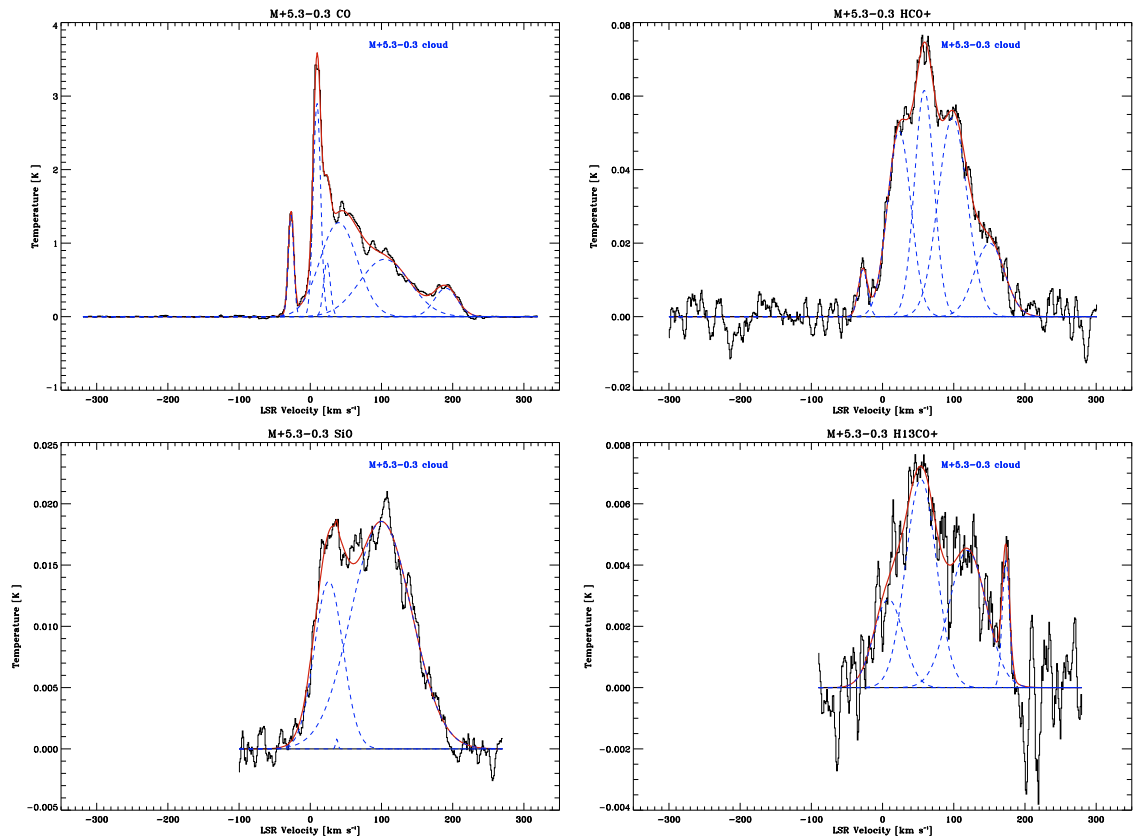 M+5.3-0.3 CO
M+5.3-0.3 cloud
Temperature [K ]
4
3
2
1
0
-1
-300 -200 -100 0 100 200 300
LSR Velocity [km s⁻¹]
M+5.3-0.3 HCO+
M+5.3-0.3 cloud
Temperature [K ]
0.08
0.06
0.04
0.02
0.00
-0.02
-300 -200 -100 0 100 200 300
LSR Velocity [km s⁻¹]
M+5.3-0.3 SiO
M+5.3-0.3 cloud
Temperature [K ]
0.025
0.020
0.015
0.010
0.005
0.000
-0.005
-300 -200 -100 0 100 200 300
LSR Velocity [km s⁻¹]
M+5.3-0.3 H13CO+
M+5.3-0.3 cloud
Temperature [K ]
0.008
0.006
0.004
0.002
0.000
-0.002
-0.004
-300 -200 -100 0 100 200 300
LSR Velocity [km s⁻¹]